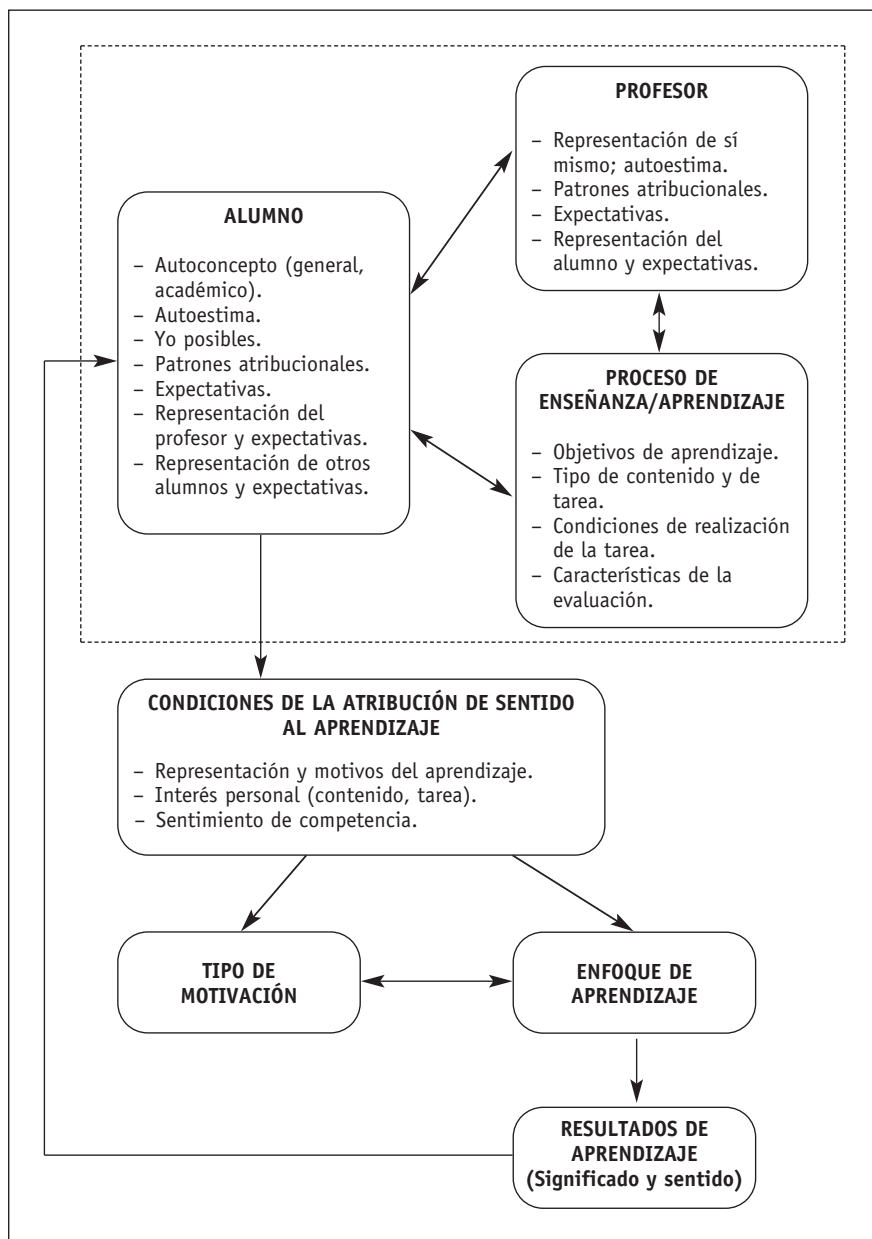 PROFESOR
– Representación de sí
mismo; autoestima.
– Patrones atribucionales.
– Expectativas.
– Representación del
alumno y expectativas.
ALUMNO
– Autoconcepto (general,
académico).
– Autoestima.
– Yo posibles.
– Patrones atribucionales.
– Expectativas.
– Representación del
profesor y expectativas.
– Representación de otros
alumnos y expectativas.
PROCESO DE
ENSEÑANZA/APRENDIZAJE
– Objetivos de aprendizaje.
– Tipo de contenido y de
tarea.
– Condiciones de realización
de la tarea.
– Características de la
evaluación.
CONDICIONES DE LA ATRIBUCIÓN DE SENTIDO
AL APRENDIZAJE
– Representación y motivos del aprendizaje.
– Interés personal (contenido, tarea).
– Sentimiento de competencia.
TIPO DE
MOTIVACIÓN
ENFOQUE DE
APRENDIZAJE
RESULTADOS DE
APRENDIZAJE
(Significado y sentido)